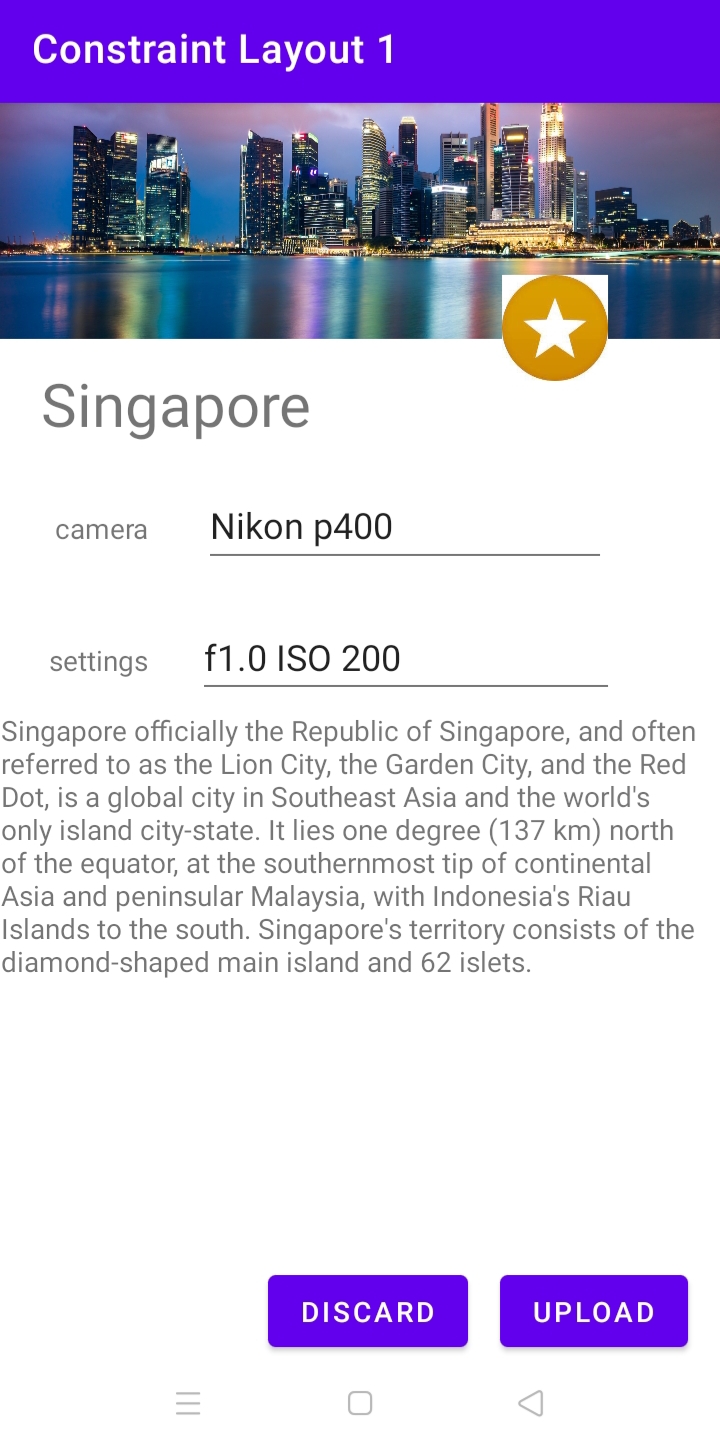 Constraint Layout 1
Singapore
camera
Nikon p400
settings
f1.0 ISO 200
Singapore officially the Republic of Singapore, and often
referred to as the Lion City, the Garden City, and the Red
Dot, is a global city in Southeast Asia and the world's
only island city-state. It lies one degree (137 km) north
of the equator, at the southernmost tip of continental
Asia and peninsular Malaysia, with Indonesia's Riau
Islands to the south. Singapore's territory consists of the
diamond-shaped main island and 62 islets.
DISCARD
UPLOAD